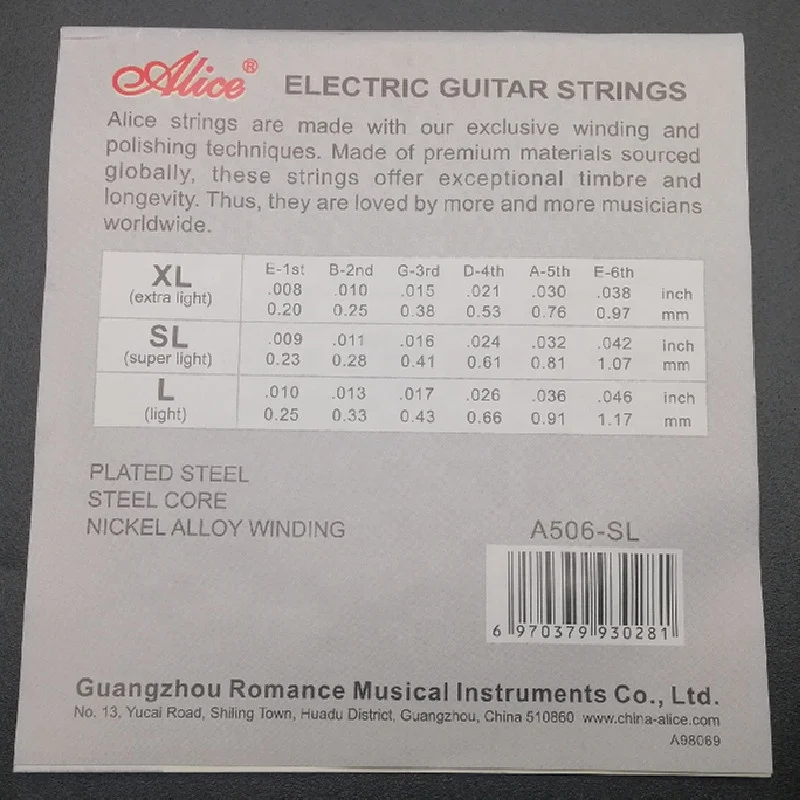 Alice® ELECTRIC GUITAR STRINGS
Alice strings are made with our exclusive winding and
polishing techniques. Made of premium materials sourced
globally, these strings offer exceptional timbre and
longevity. Thus, they are loved by more and more musicians
worldwide.
XL E-1st B-2nd G-3rd D-4th A-5th E-6th
(extra light) .008 .010 .015 .021 .030 .038 inch
0.20 0.25 0.38 0.53 0.76 0.97 mm
SL .009 .011 .016 .024 .032 .042 inch
(super light) 0.23 0.28 0.41 0.61 0.81 1.07 mm
L .010 .013 .017 .026 .036 .046 inch
(light) 0.25 0.33 0.43 0.66 0.91 1.17 mm
PLATED STEEL
STEEL CORE
NICKEL ALLOY WINDING A506-SL
6 970379 930281
Guangzhou Romance Musical Instruments Co., Ltd.
No. 13, Yucai Road, Shiling Town, Huadu District, Guangzhou, China 510860 www.china-alice.com
A98069